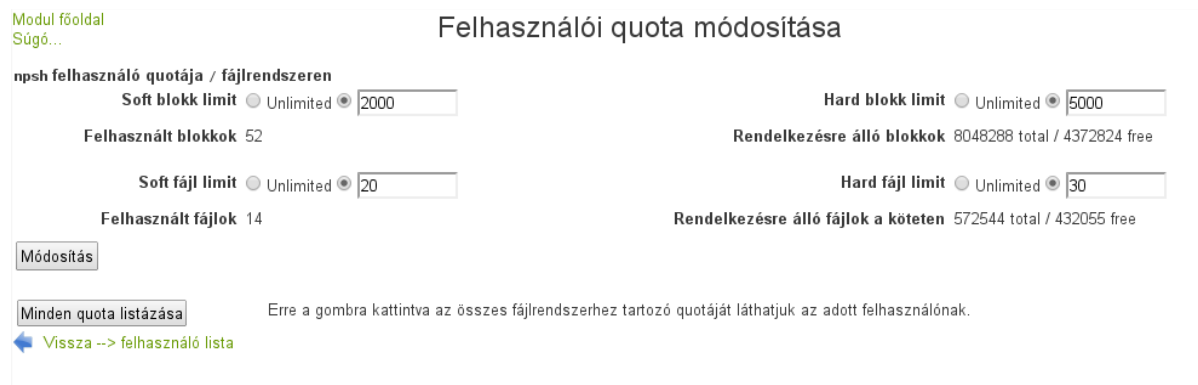 Modul főoldal
Súgó...
Felhasználói quota módosítása
npsh felhasználó quotája / fájlrendszeren
Soft blokk limit Unlimited 2000 Hard blokk limit Unlimited 5000
Felhasznált blokkok 52 Rendelkezésre álló blokkok 8048288 total / 4372824 free
Soft fájl limit Unlimited 20 Hard fájl limit Unlimited 30
Felhasznált fájlok 14 Rendelkezésre álló fájlok a köteten 572544 total / 432055 free
Módosítás
Minden quota listázása Erre a gombra kattintva az összes fájlrendszerhez tartozó quotáját láthatjuk az adott felhasználónak.
Vissza --> felhasználó lista